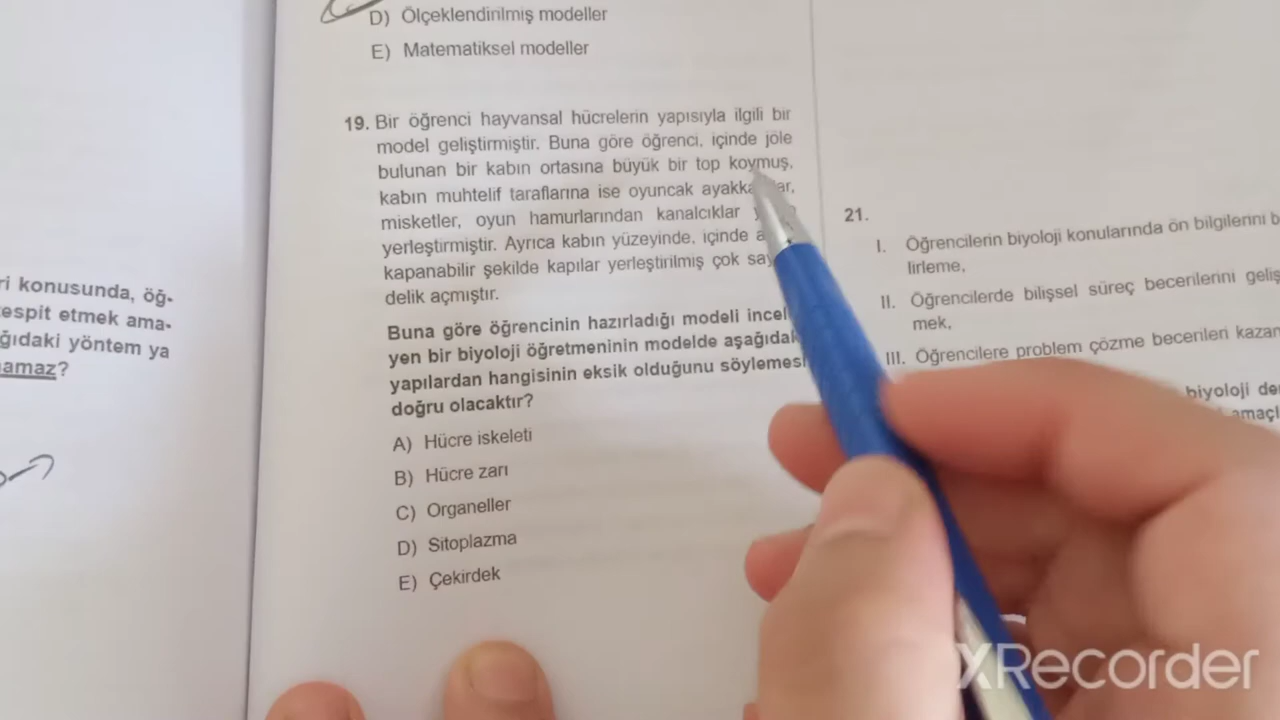 D) Ölçeklendirilmiş modeller
E) Matematiksel modeller
19. Bir öğrenci hayvansal hücrelerin yapısıyla ilgili bir
model geliştirmiştir. Buna göre öğrenci, içinde jöle
bulunan bir kabın ortasına büyük bir top koymuş,
kabın muhtelif taraflarına ise oyuncak
misketler, oyun hamurlarından kanalcıklar
yerleştirmiştir. Ayrıca kabın yüzeyinde, içinde
kapanabilir şekilde kapılar yerleştirilmiş çok
delik açmıştır.
Buna göre öğrencinin hazırladığı modeli
yen bir biyoloji öğretmeninin modelde
yapılardan hangisinin eksik olduğunu
doğru olacaktır?
A) Hücre iskeleti
B) Hücre zarı
C) Organeller
D) Sitoplazma
E) Çekirdek
ri konusunda, öğ-
espit etmek ama-
ğıdaki yöntem ya
amaz?
21.
I. Öğrencilerin biyoloji konularında ön bilgilerini b
lirleme,
II. Öğrencilerde bilişsel süreç becerilerini geliş
mek,
III. Öğrencilere problem çözme becerileri kazan
biyoloji de
amaçl
XRecorder